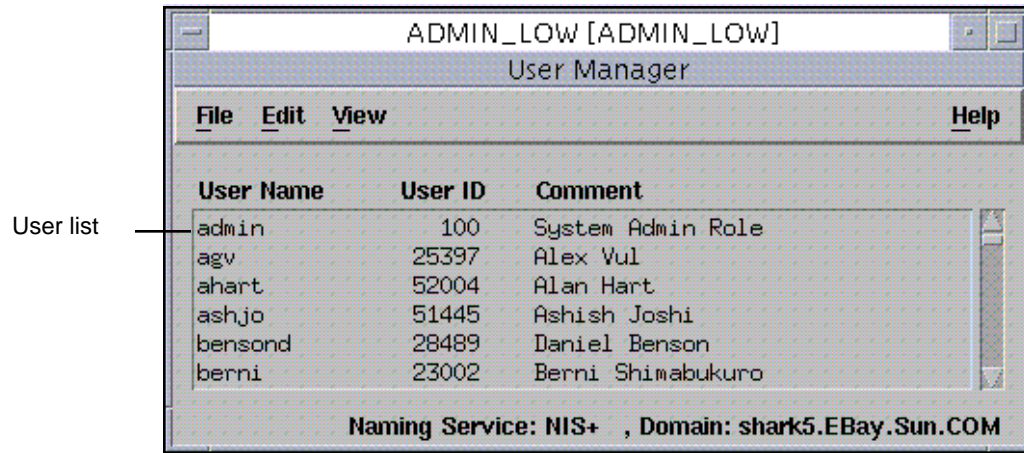 ADMIN_LOW [ADMIN_LOW]
User Manager
File Edit View Help
User Name User ID Comment
User list
admin 100 System Admin Role
agv 25397 Alex Vul
ahart 52004 Alan Hart
ashjo 51445 Ashish Joshi
bensond 28489 Daniel Benson
berni 23002 Berni Shimabukuro
Naming Service: NIS+ , Domain: shark5.EBay.Sun.COM